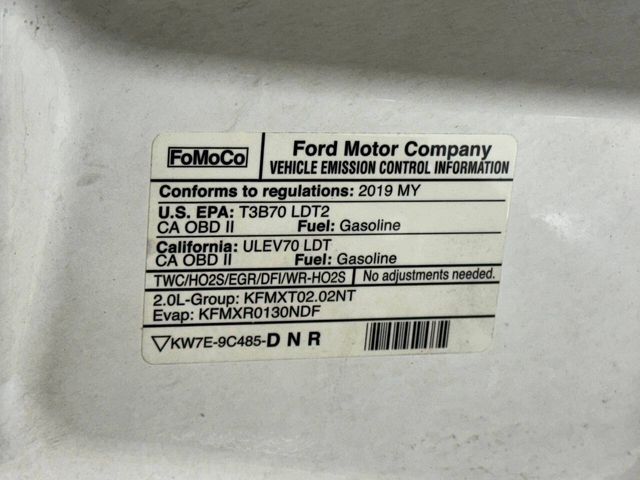 FoMoCo
Ford Motor Company
VEHICLE EMISSION CONTROL INFORMATION
Conforms to regulations: 2019 MY
U.S. EPA: T3B70 LDT2
CA OBD II Fuel: Gasoline
California: ULEV70 LDT
CA OBD II Fuel: Gasoline
TWC/HO2S/EGR/DFI/WR-HO2S No adjustments needed.
2.0L-Group: KFMXT02.02NT
Evap: KFMXR0130NDF
KW7E-9C485-DNR